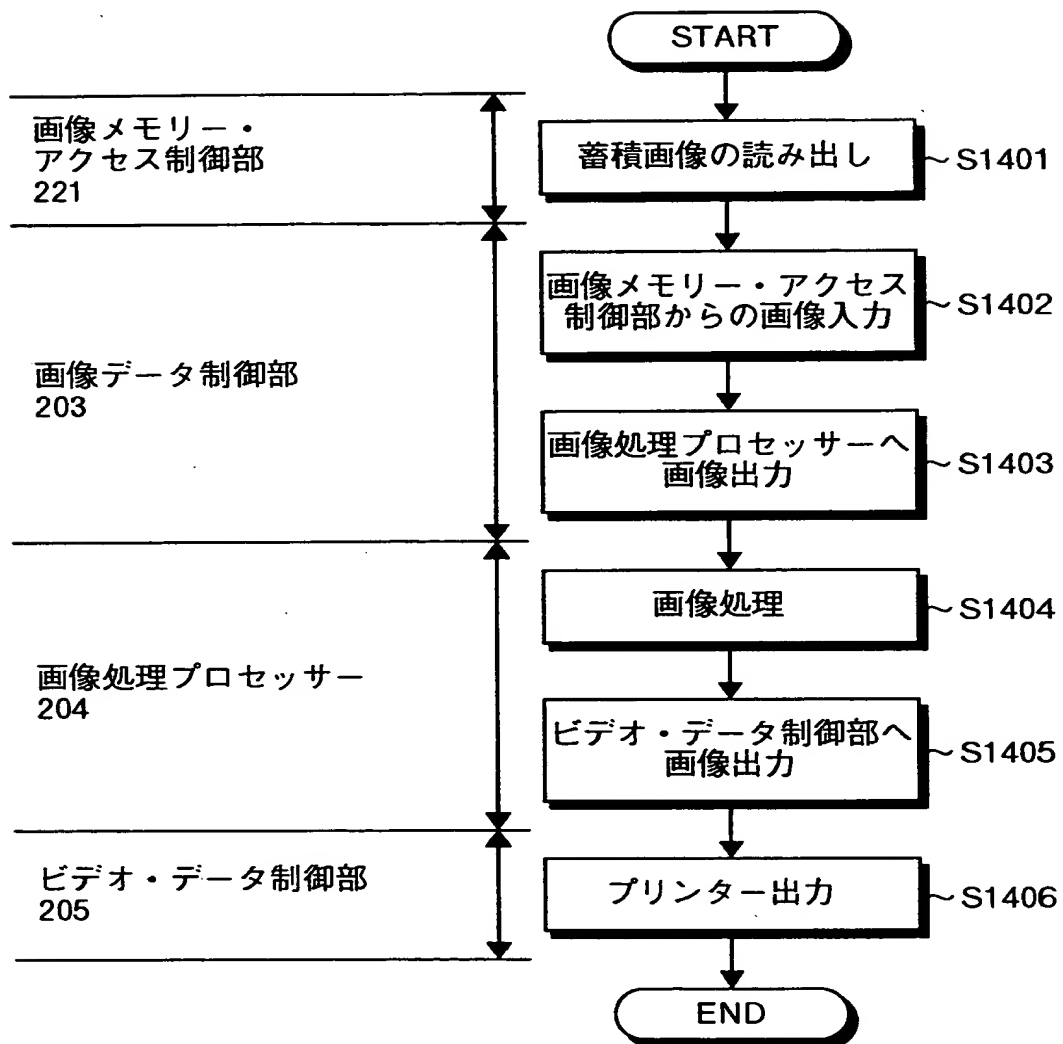 START
画像メモリー・
アクセス制御部
221
蓄積画像の読み出し
~S1401
画像メモリー・アクセス
制御部からの画像入力
~S1402
画像データ制御部
203
画像処理プロセッサーへ
画像出力
~S1403
画像処理
~S1404
画像処理プロセッサー
204
ビデオ・データ制御部へ
画像出力
~S1405
ビデオ・データ制御部
205
プリンター出力
~S1406
END